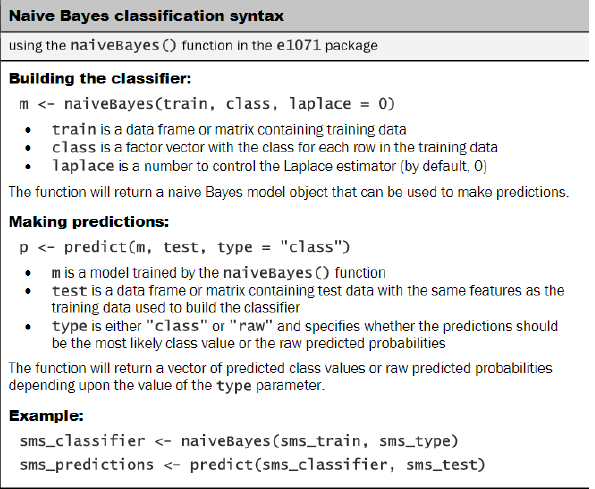 Naive Bayes classification syntax
using the naiveBayes() function in the e1071 package
Building the classifier:
m <- naiveBayes(train, class, laplace = 0)
• train is a data frame or matrix containing training data
• class is a factor vector with the class for each row in the training data
• laplace is a number to control the Laplace estimator (by default, 0)
The function will return a naive Bayes model object that can be used to make predictions.
Making predictions:
p <- predict(m, test, type = "class")
• m is a model trained by the naiveBayes() function
• test is a data frame or matrix containing test data with the same features as the
training data used to build the classifier
• type is either "class" or "raw" and specifies whether the predictions should
be the most likely class value or the raw predicted probabilities
The function will return a vector of predicted class values or raw predicted probabilities
depending upon the value of the type parameter.
Example:
sms_classifier <- naiveBayes(sms_train, sms_type)
sms_predictions <- predict(sms_classifier, sms_test)